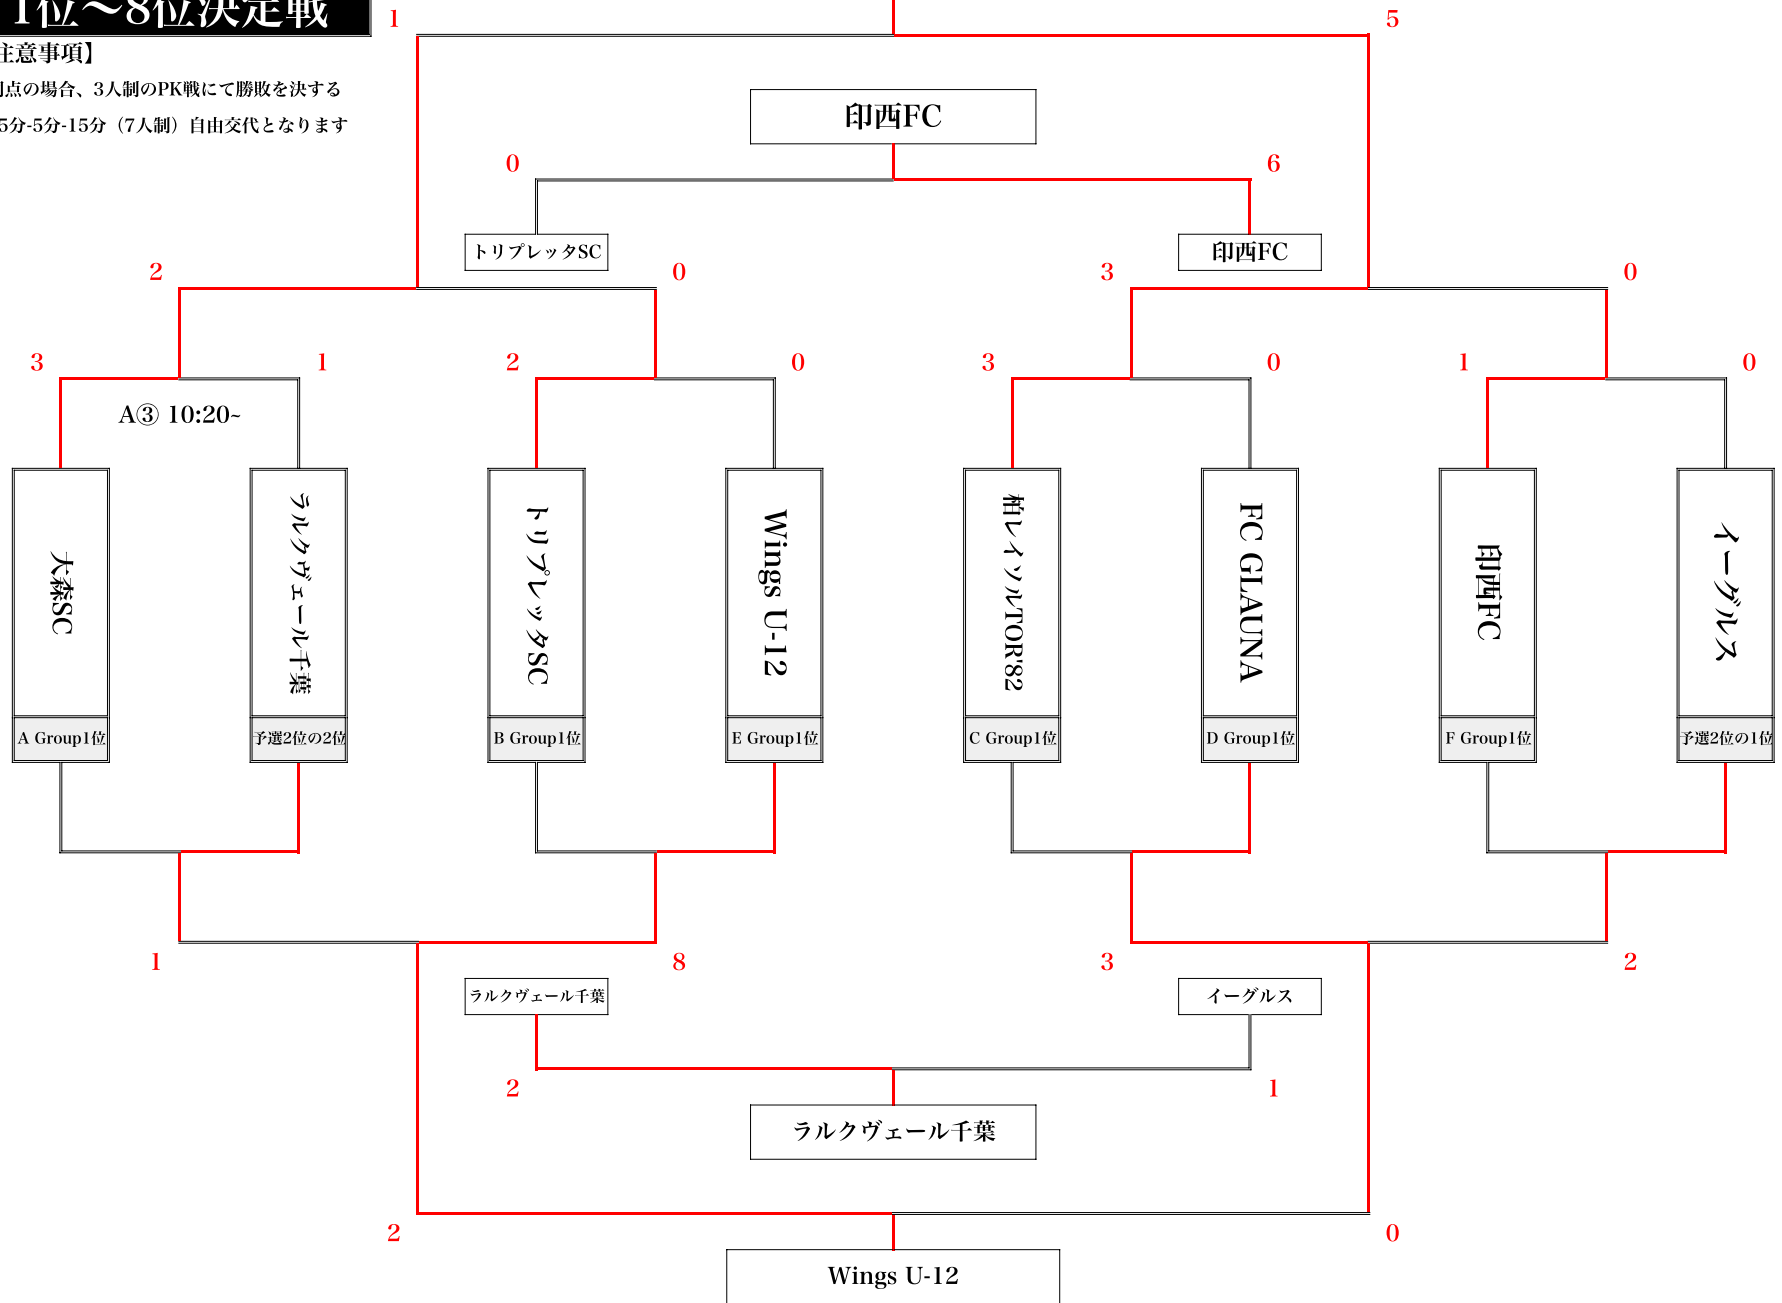 1位～8位決定戦
注意事項】
点の場合、3人制のPK戦にて勝敗を決する
5分-5分-15分（7人制）自由交代となります
1 5
印西FC
0 6
トリプレッタSC 印西FC
2 0 3 0
3 1 2 0 3 0 1 0
A③ 10:20~
大森SC
ラルクヴェール千葉
トリプレッタSC
Wings U-12
柏レイソルTOR'82
FC GLAUNA
印西FC
イーグルス
A Group1位 予選2位の2位 B Group1位 E Group1位 C Group1位 D Group1位 F Group1位 予選2位の1位
1 8 3 2
ラルクヴェール千葉 イーグルス
2 1
ラルクヴェール千葉
2 0
Wings U-12